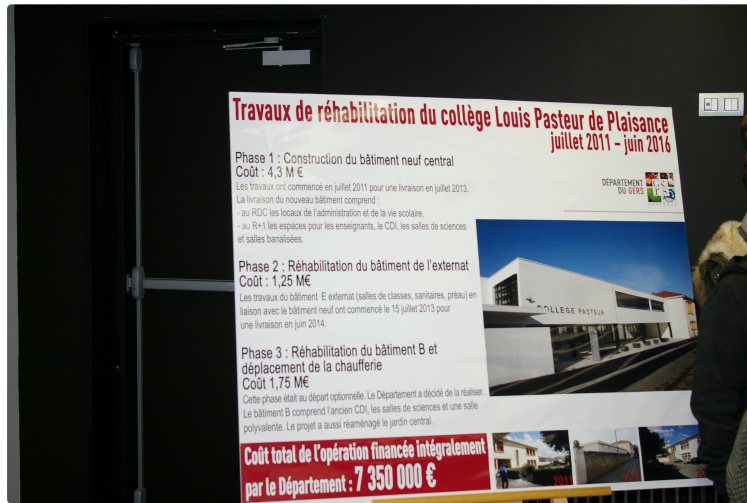 Travaux de réhabilitation du collège Louis Pasteur de Plaisance
juillet 2011 – juin 2016
Phase 1 : Construction du bâtiment neuf central
Coût : 4,3 M €
Les travaux ont commencé en juillet 2011 pour une livraison en juillet 2013.
La livraison du nouveau bâtiment comprend :
- au RDC les locaux de l'administration et de la vie scolaire,
- au R+1 les espaces pour les enseignants, le CDI, les salles de sciences
et salles banalisées.
DÉPARTEMENT
DU GERS
Phase 2 : Réhabilitation du bâtiment de l'externat
Coût : 1,25 M€
Les travaux du bâtiment E externat (salles de classes, sanitaires, préau) en
liaison avec le bâtiment neuf ont commencé le 15 juillet 2013 pour
une livraison en juin 2014.
COLLEGE PASTEUR
Phase 3 : Réhabilitation du bâtiment B et
déplacement de la chaufferie
Coût 1,75 M€
Cette phase était au départ optionnelle. Le Département a décidé de la réaliser.
Le bâtiment B comprend l'ancien CDI, les salles de sciences et une salle
polyvalente. Le projet a aussi réaménagé le jardin central.
Coût total de l'opération financée intégralement
par le Département : 7 350 000 €
2011